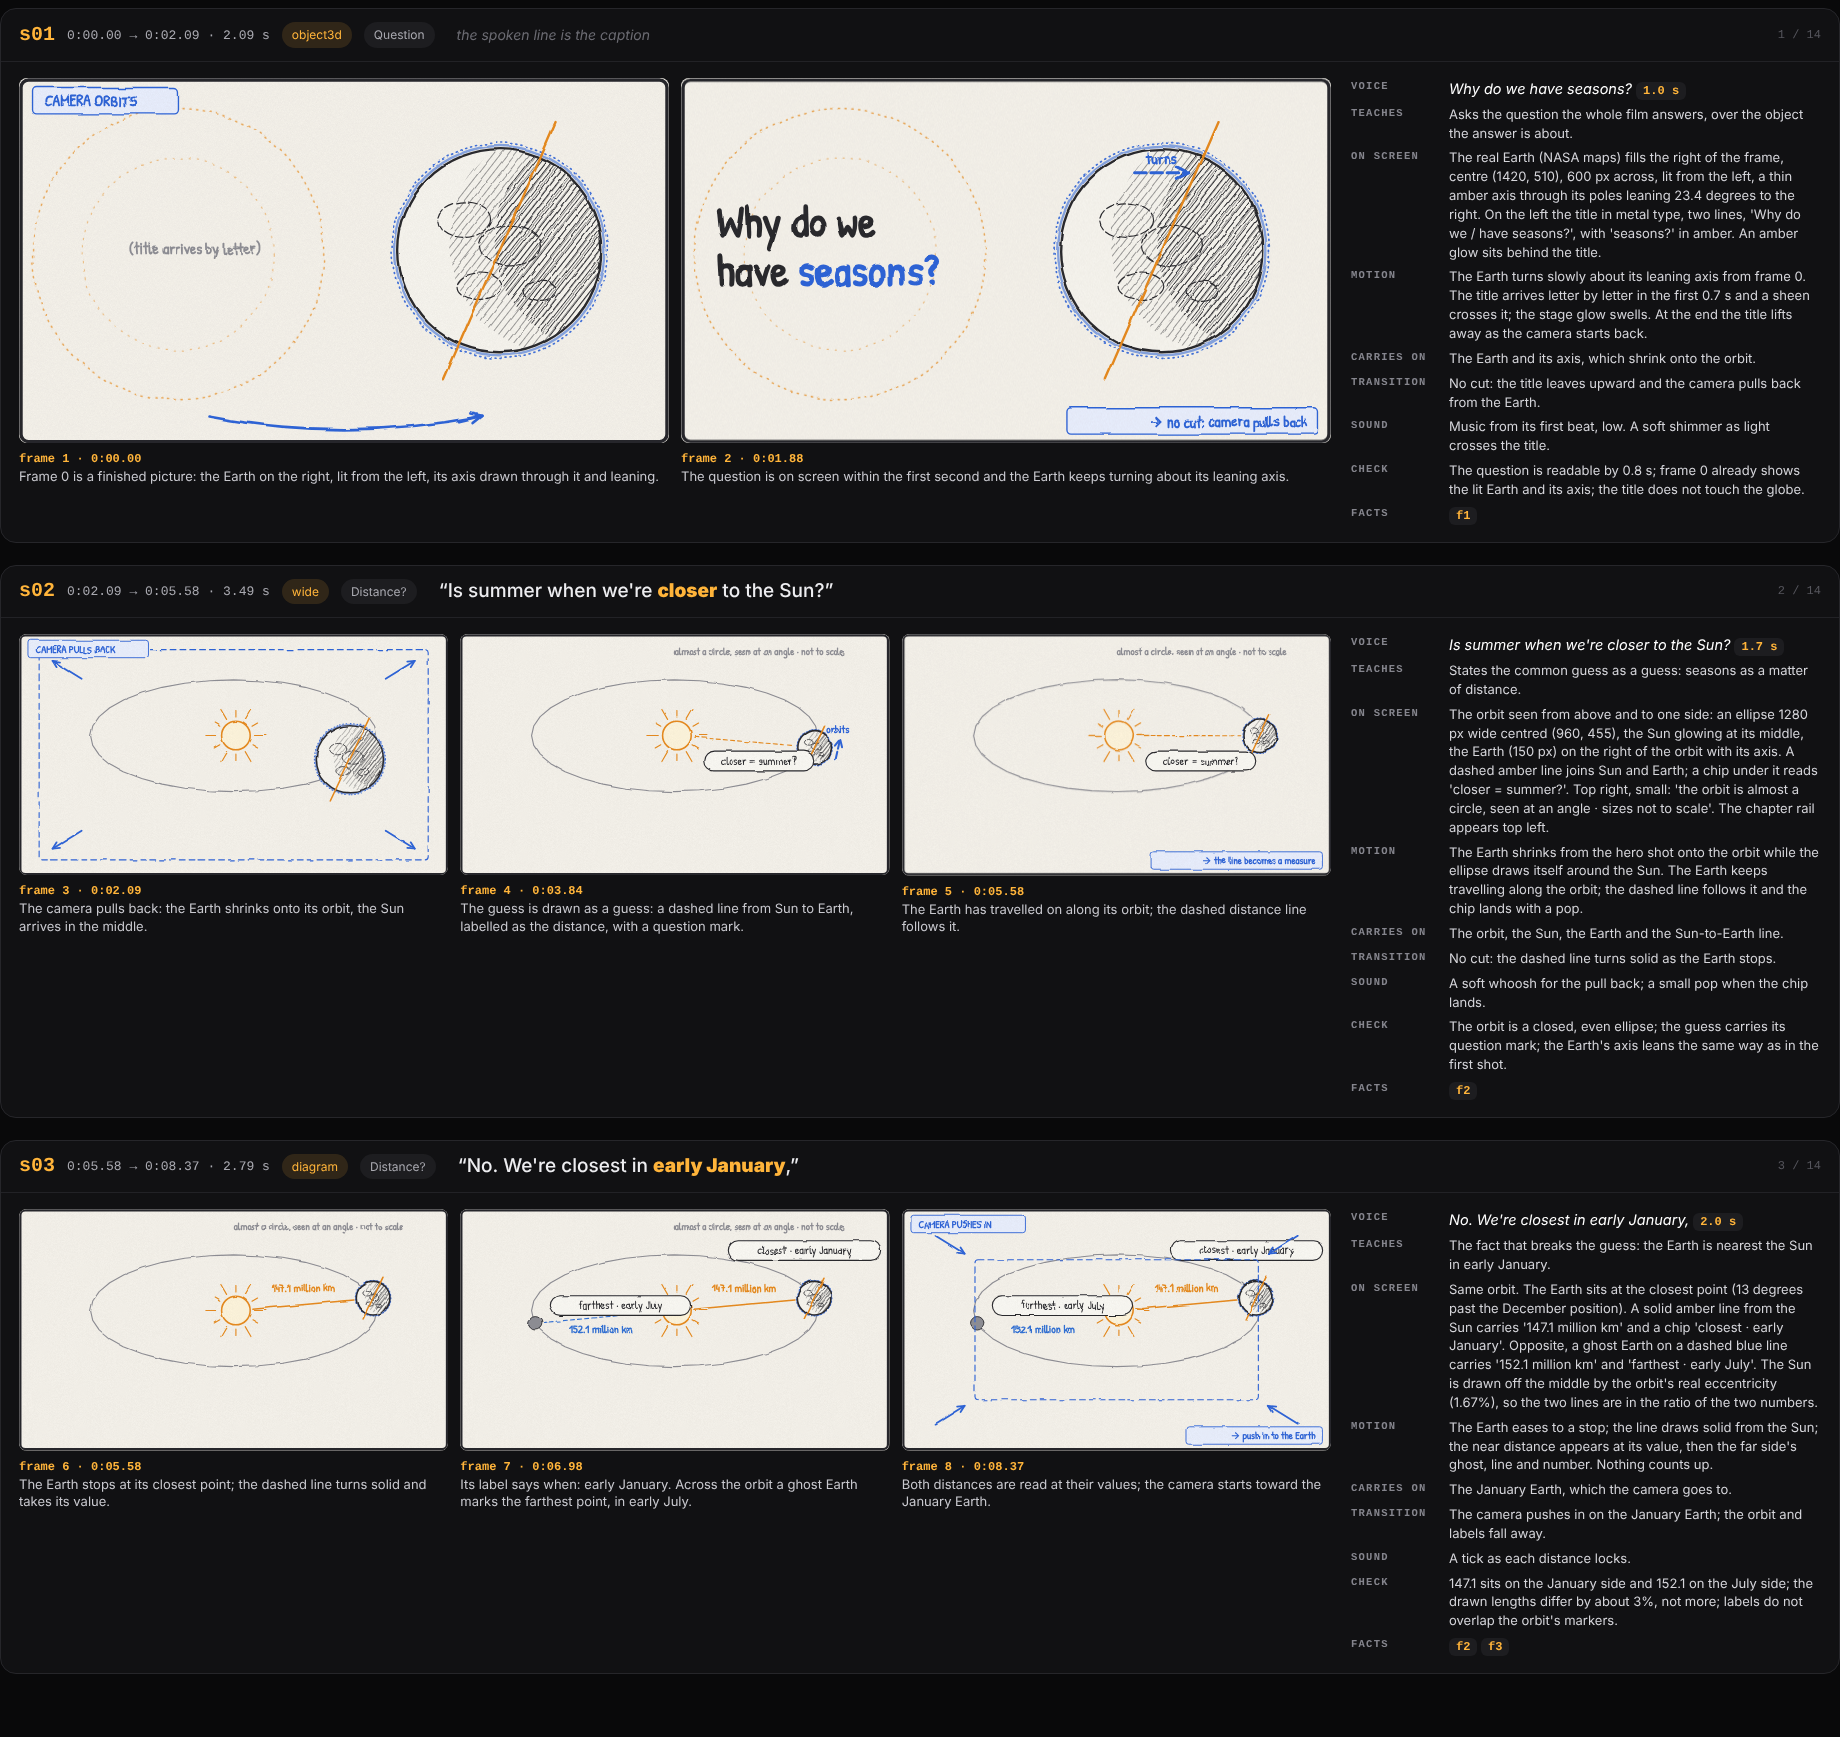 s01 0:00.00 → 0:02.09 · 2.09 s object3d Question the spoken line is the caption 1 / 14
CAMERA ORBITS
(title arrives by letter)
frame 1 · 0:00.00
Frame 0 is a finished picture: the Earth on the right, lit from the left, its axis drawn through it and leaning.
turns
Why do we
have seasons?
→ no cut: camera pulls back
frame 2 · 0:01.88
The question is on screen within the first second and the Earth keeps turning about its leaning axis.
VOICE Why do we have seasons? 1.0 s
TEACHES Asks the question the whole film answers, over the object
the answer is about.
ON SCREEN The real Earth (NASA maps) fills the right of the frame,
centre (1420, 510), 600 px across, lit from the left, a thin
amber axis through its poles leaning 23.4 degrees to the
right. On the left the title in metal type, two lines, 'Why do
we / have seasons?', with 'seasons?' in amber. An amber
glow sits behind the title.
MOTION The Earth turns slowly about its leaning axis from frame 0.
The title arrives letter by letter in the first 0.7 s and a sheen
crosses it; the stage glow swells. At the end the title lifts
away as the camera starts back.
CARRIES ON The Earth and its axis, which shrink onto the orbit.
TRANSITION No cut: the title leaves upward and the camera pulls back
from the Earth.
SOUND Music from its first beat, low. A soft shimmer as light
crosses the title.
CHECK The question is readable by 0.8 s; frame 0 already shows
the lit Earth and its axis; the title does not touch the globe.
FACTS f1
s02 0:02.09 → 0:05.58 · 3.49 s wide Distance? “Is summer when we're closer to the Sun?” 2 / 14
CAMERA PULLS BACK
frame 3 · 0:02.09
The camera pulls back: the Earth shrinks onto its orbit, the Sun
arrives in the middle.
almost a circle, seen at an angle · not to scale
orbits
closer = summer?
frame 4 · 0:03.84
The guess is drawn as a guess: a dashed line from Sun to Earth,
labelled as the distance, with a question mark.
almost a circle, seen at an angle · not to scale
closer = summer?
→ the line becomes a measure
frame 5 · 0:05.58
The Earth has travelled on along its orbit; the dashed distance line
follows it.
VOICE Is summer when we're closer to the Sun? 1.7 s
TEACHES States the common guess as a guess: seasons as a matter
of distance.
ON SCREEN The orbit seen from above and to one side: an ellipse 1280
px wide centred (960, 455), the Sun glowing at its middle,
the Earth (150 px) on the right of the orbit with its axis. A
dashed amber line joins Sun and Earth; a chip under it reads
'closer = summer?'. Top right, small: 'the orbit is almost a
circle, seen at an angle · sizes not to scale'. The chapter rail
appears top left.
MOTION The Earth shrinks from the hero shot onto the orbit while the
ellipse draws itself around the Sun. The Earth keeps
travelling along the orbit; the dashed line follows it and the
chip lands with a pop.
CARRIES ON The orbit, the Sun, the Earth and the Sun-to-Earth line.
TRANSITION No cut: the dashed line turns solid as the Earth stops.
SOUND A soft whoosh for the pull back; a small pop when the chip
lands.
CHECK The orbit is a closed, even ellipse; the guess carries its
question mark; the Earth's axis leans the same way as in the
first shot.
FACTS f2
s03 0:05.58 → 0:08.37 · 2.79 s diagram Distance? “No. We're closest in early January,” 3 / 14
almost a circle, seen at an angle · not to scale
147.1 million km
frame 6 · 0:05.58
The Earth stops at its closest point; the dashed line turns solid and
takes its value.
almost a circle, seen at an angle · not to scale
closest · early January
147.1 million km
farthest · early July
152.1 million km
frame 7 · 0:06.98
Its label says when: early January. Across the orbit a ghost Earth
marks the farthest point, in early July.
CAMERA PUSHES IN
closest · early January
147.1 million km
farthest · early July
152.1 million km
→ push in to the Earth
frame 8 · 0:08.37
Both distances are read at their values; the camera starts toward the
January Earth.
VOICE No. We're closest in early January, 2.0 s
TEACHES The fact that breaks the guess: the Earth is nearest the Sun
in early January.
ON SCREEN Same orbit. The Earth sits at the closest point (13 degrees
past the December position). A solid amber line from the
Sun carries '147.1 million km' and a chip 'closest · early
January'. Opposite, a ghost Earth on a dashed blue line
carries '152.1 million km' and 'farthest · early July'. The Sun
is drawn off the middle by the orbit's real eccentricity
(1.67%), so the two lines are in the ratio of the two numbers.
MOTION The Earth eases to a stop; the line draws solid from the Sun;
the near distance appears at its value, then the far side's
ghost, line and number. Nothing counts up.
CARRIES ON The January Earth, which the camera goes to.
TRANSITION The camera pushes in on the January Earth; the orbit and
labels fall away.
SOUND A tick as each distance locks.
CHECK 147.1 sits on the January side and 152.1 on the July side; the
drawn lengths differ by about 3%, not more; labels do not
overlap the orbit's markers.
FACTS f2 f3